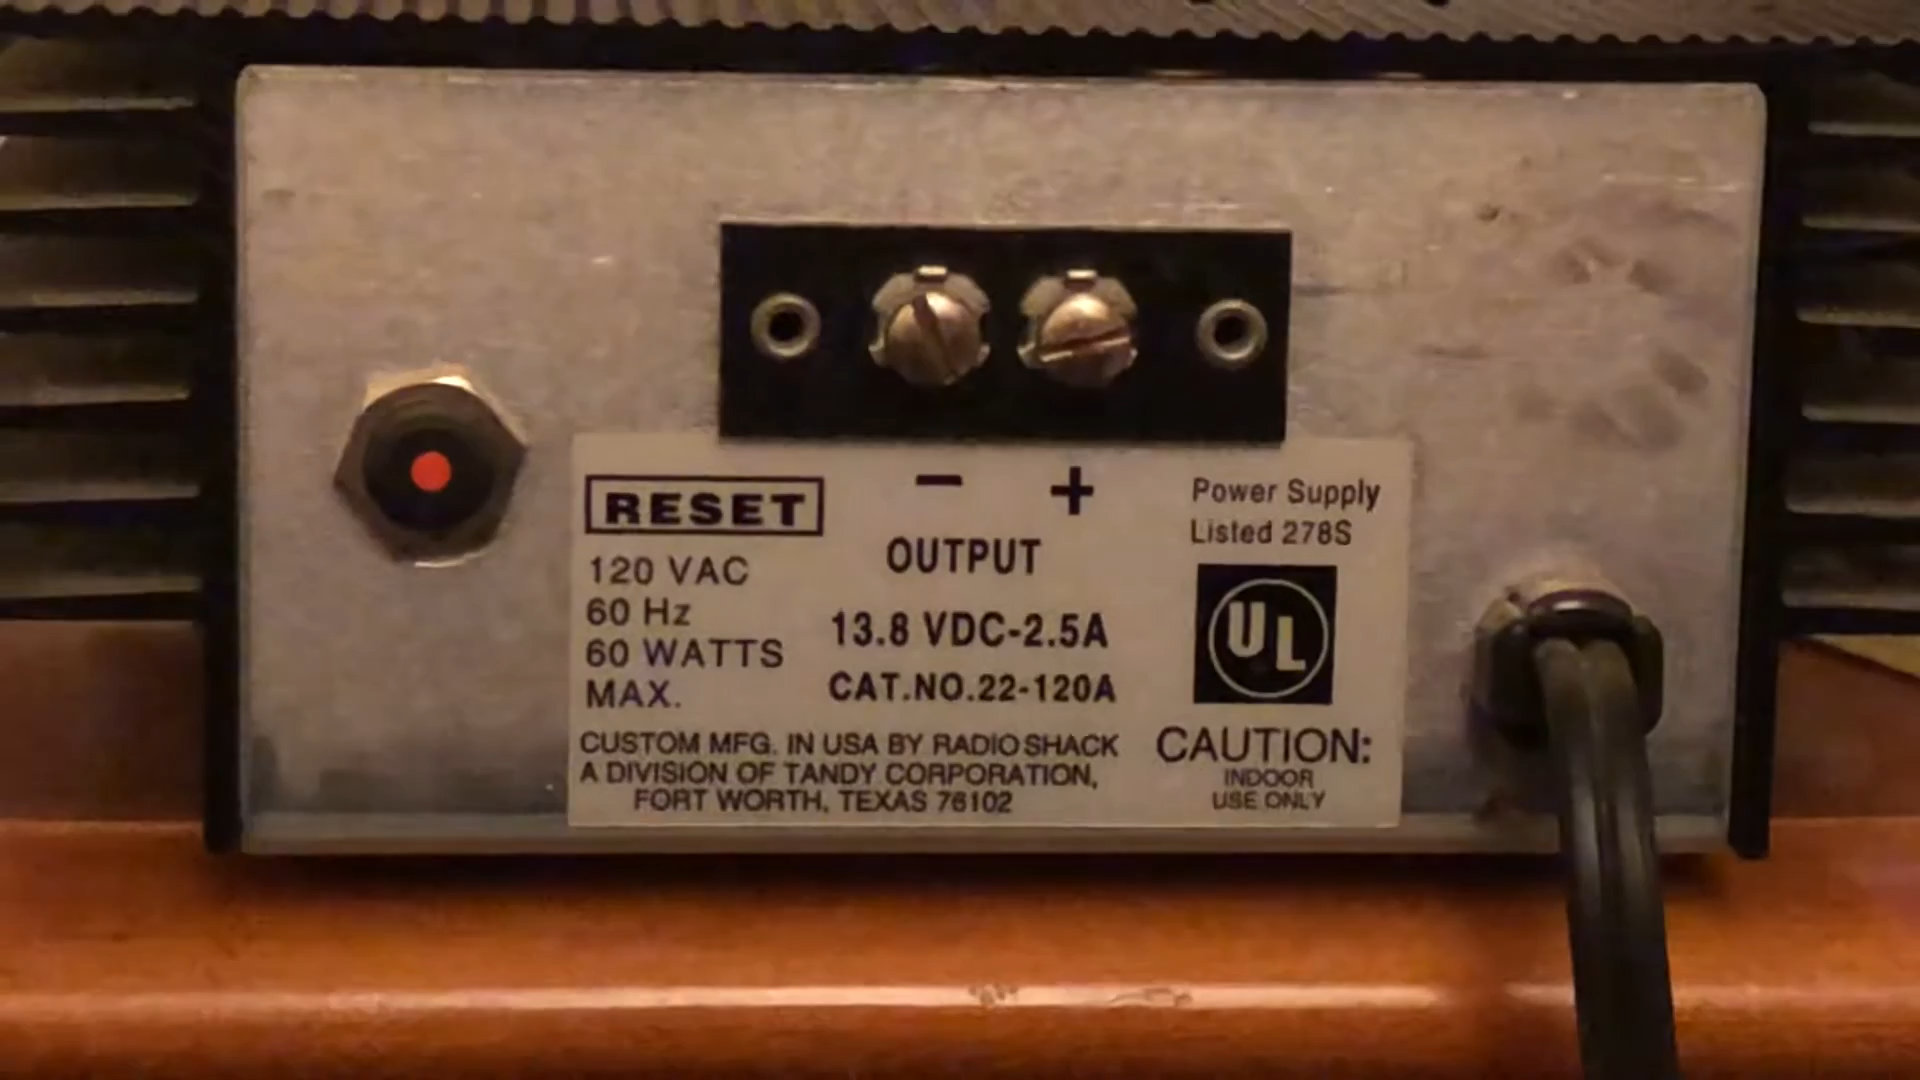 RESET
120 VAC
60 Hz
60 WATTS
MAX.
− +
OUTPUT
13.8 VDC-2.5A
CAT.NO.22-120A
Power Supply
Listed 278S
UL
CUSTOM MFG. IN USA BY RADIO SHACK
A DIVISION OF TANDY CORPORATION,
FORT WORTH, TEXAS 76102
CAUTION:
INDOOR
USE ONLY